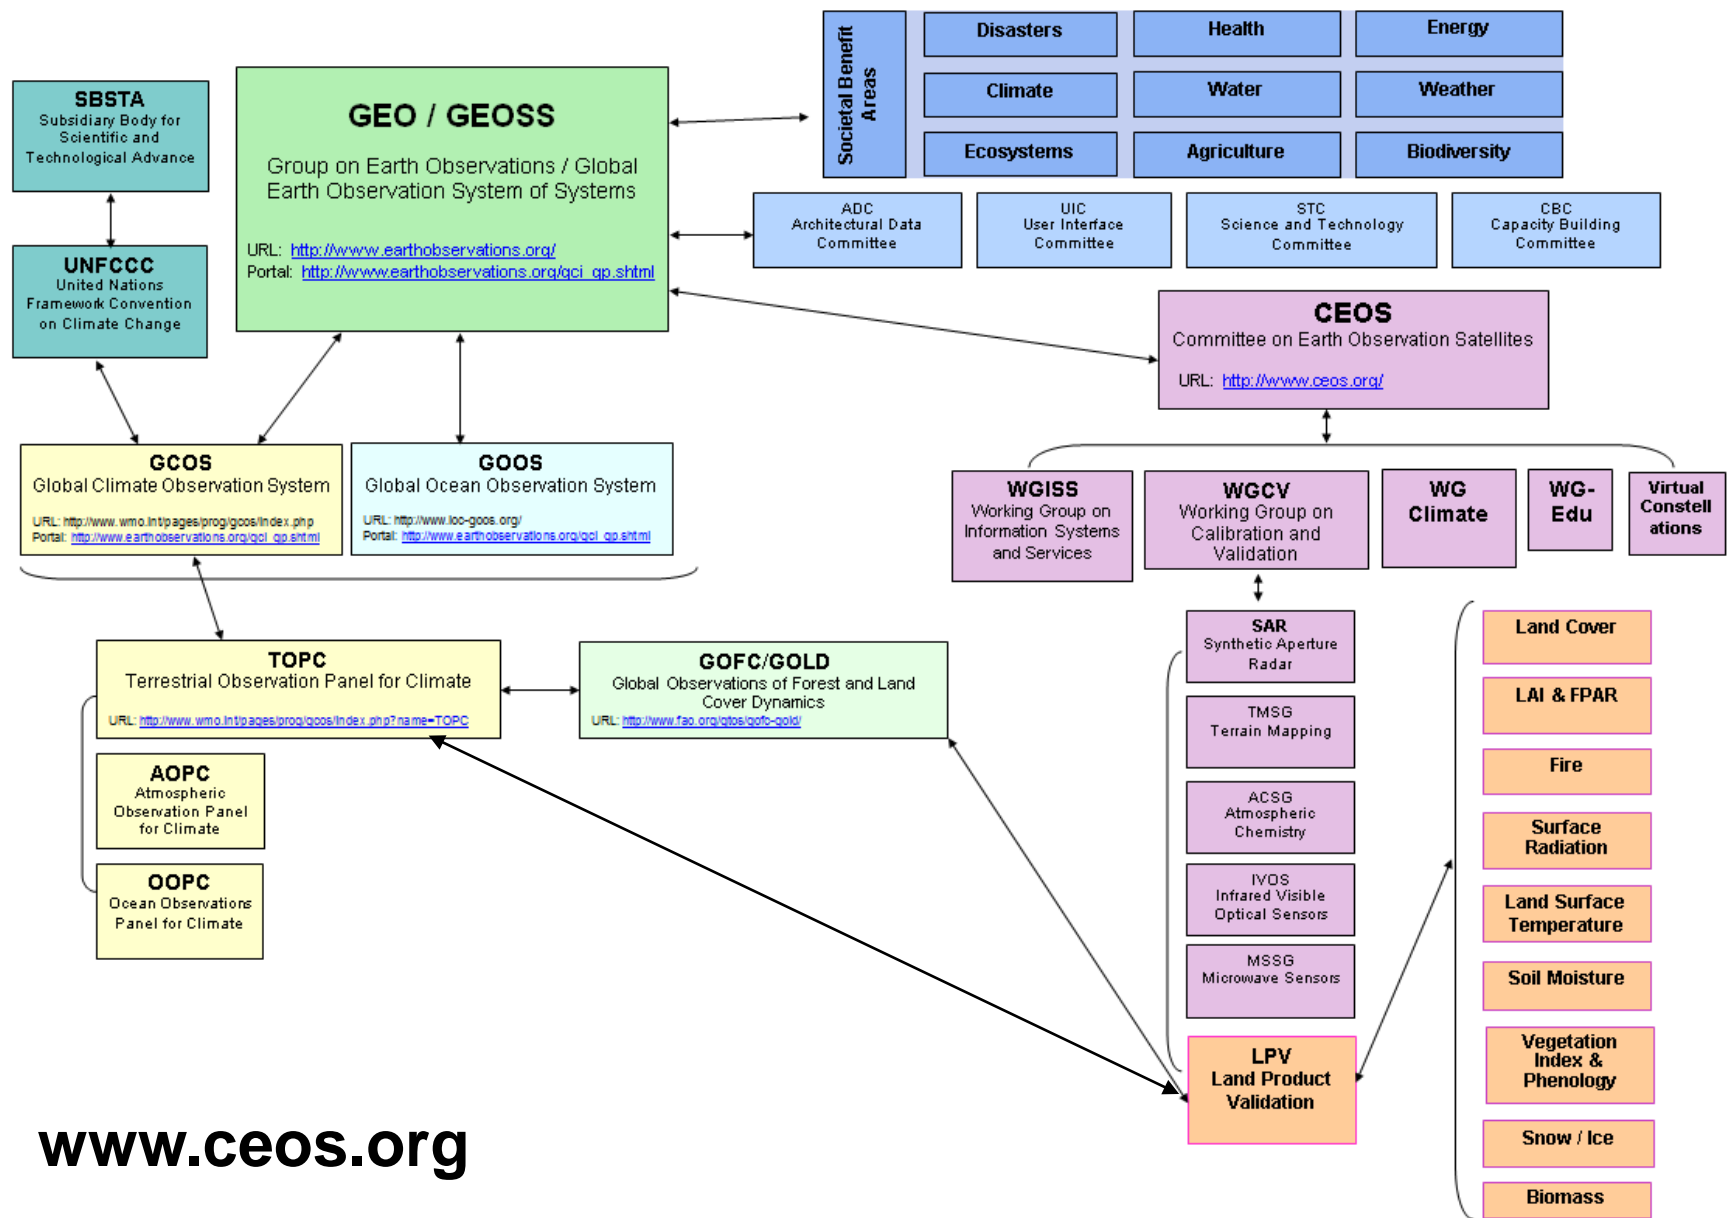 SBSTA
Subsidiary Body for
Scientific and
Technological Advance
UNFCCC
United Nations
Framework Convention
on Climate Change
GEO / GEOSS
Group on Earth Observations / Global
Earth Observation System of Systems
URL: http://www.earthobservations.org/
Portal: http://www.earthobservations.org/gci_gp.shtml
Societal Benefit
Areas
Disasters
Health
Energy
Climate
Water
Weather
Ecosystems
Agriculture
Biodiversity
ADC
Architectural Data
Committee
UIC
User Interface
Committee
STC
Science and Technology
Committee
CBC
Capacity Building
Committee
CEOS
Committee on Earth Observation Satellites
URL: http://www.ceos.org/
GCOS
Global Climate Observation System
URL: http://www.wmo.int/pages/prog/gcos/index.php
Portal: http://www.earthobservations.org/gci_gp.shtml
GOOS
Global Ocean Observation System
URL: http://www.ioc-goos.org/
Portal: http://www.earthobservations.org/gci_gp.shtml
WGISS
Working Group on
Information Systems
and Services
WGCV
Working Group on
Calibration and
Validation
WG
Climate
WG-
Edu
Virtual
Constell
ations
TOPC
Terrestrial Observation Panel for Climate
URL: http://www.wmo.int/pages/prog/gcos/index.php?name=TOPC
GOFC/GOLD
Global Observations of Forest and Land
Cover Dynamics
URL: http://www.fao.org/gtos/gofc-gold/
AOPC
Atmospheric
Observation Panel
for Climate
OOPC
Ocean Observations
Panel for Climate
SAR
Synthetic Aperture
Radar
TMSG
Terrain Mapping
ACSG
Atmospheric
Chemistry
IVOS
Infrared Visible
Optical Sensors
MSSG
Microwave Sensors
LPV
Land Product
Validation
Land Cover
LAI & FPAR
Fire
Surface
Radiation
Land Surface
Temperature
Soil Moisture
Vegetation
Index &
Phenology
Snow / Ice
Biomass
www.ceos.org